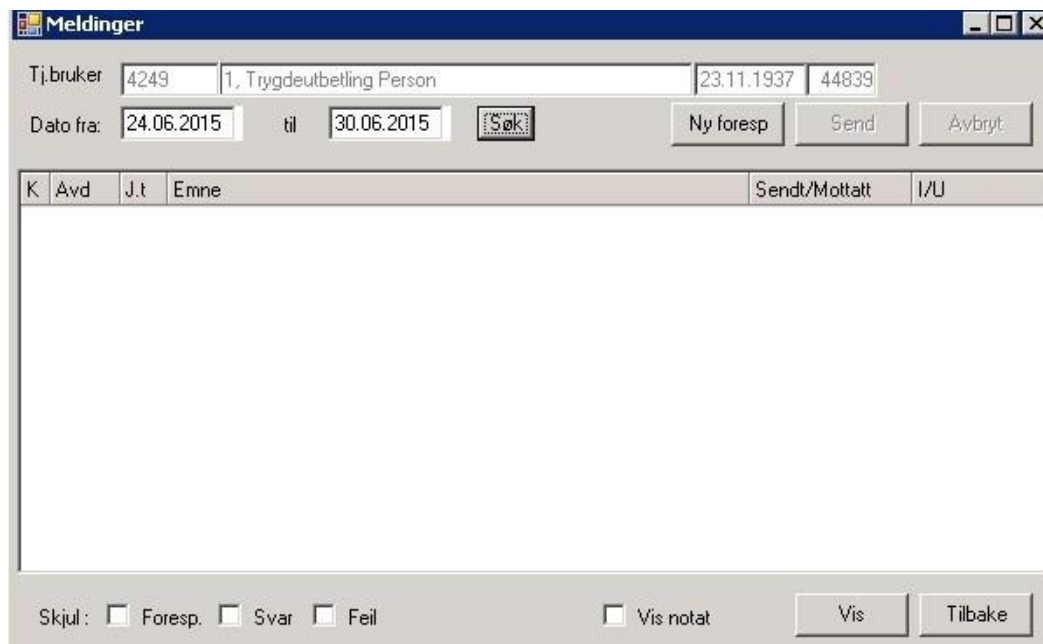 Meldinger
Tj.bruker 4249 1, Trygdeutbetling Person 23.11.1937 44839
Dato fra: 24.06.2015 til 30.06.2015 Søk Ny foresp Send Avbryt
K Avd J.t Emne Sendt/Mottatt I/U
Skjul : Foresp. Svar Feil Vis notat Vis Tilbake